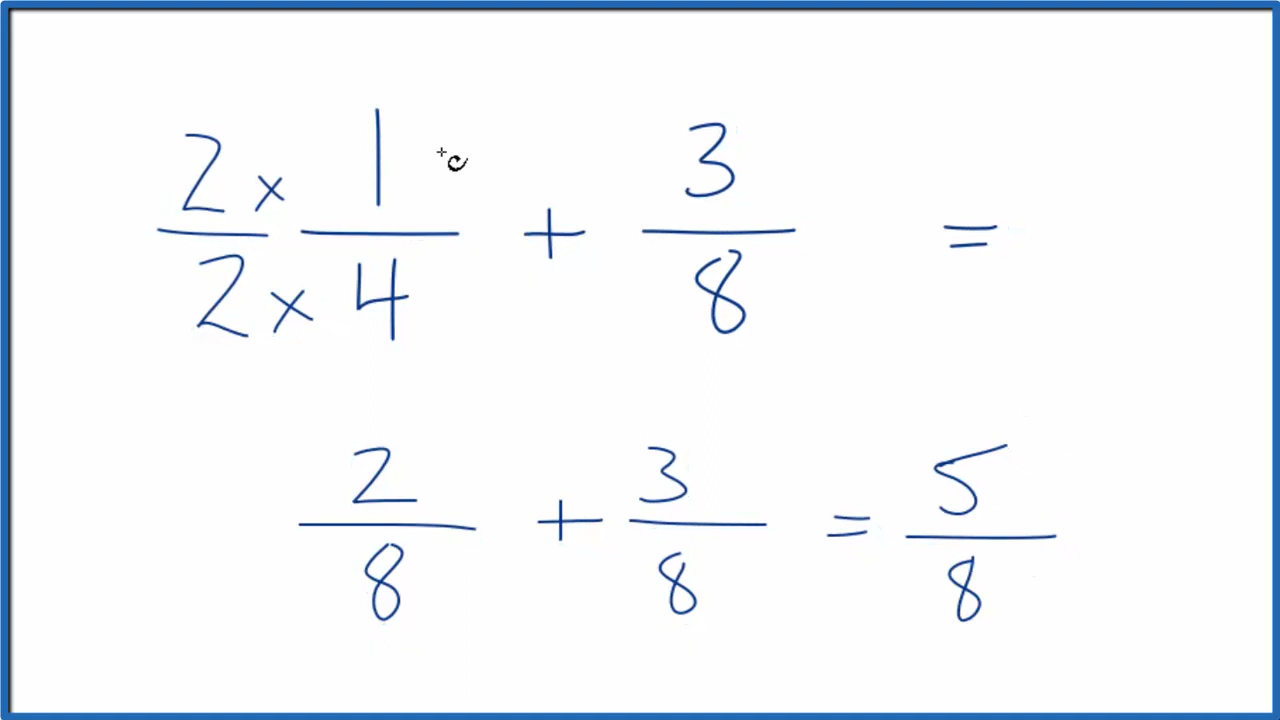 2 × 1 + 3 =
2 × 4 8
2 + 3 = 5
8 8 8